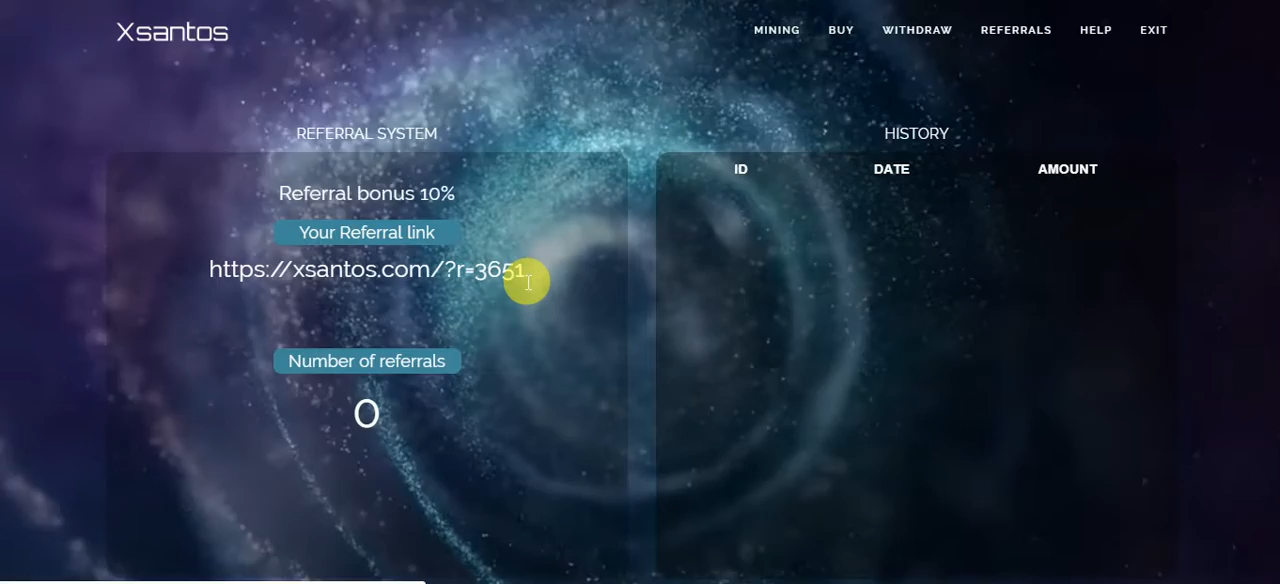 Xsantos
MINING BUY WITHDRAW REFERRALS HELP EXIT
REFERRAL SYSTEM
Referral bonus 10%
Your Referral link
https://xsantos.com/?r=3651
Number of referrals
0
HISTORY
ID DATE AMOUNT